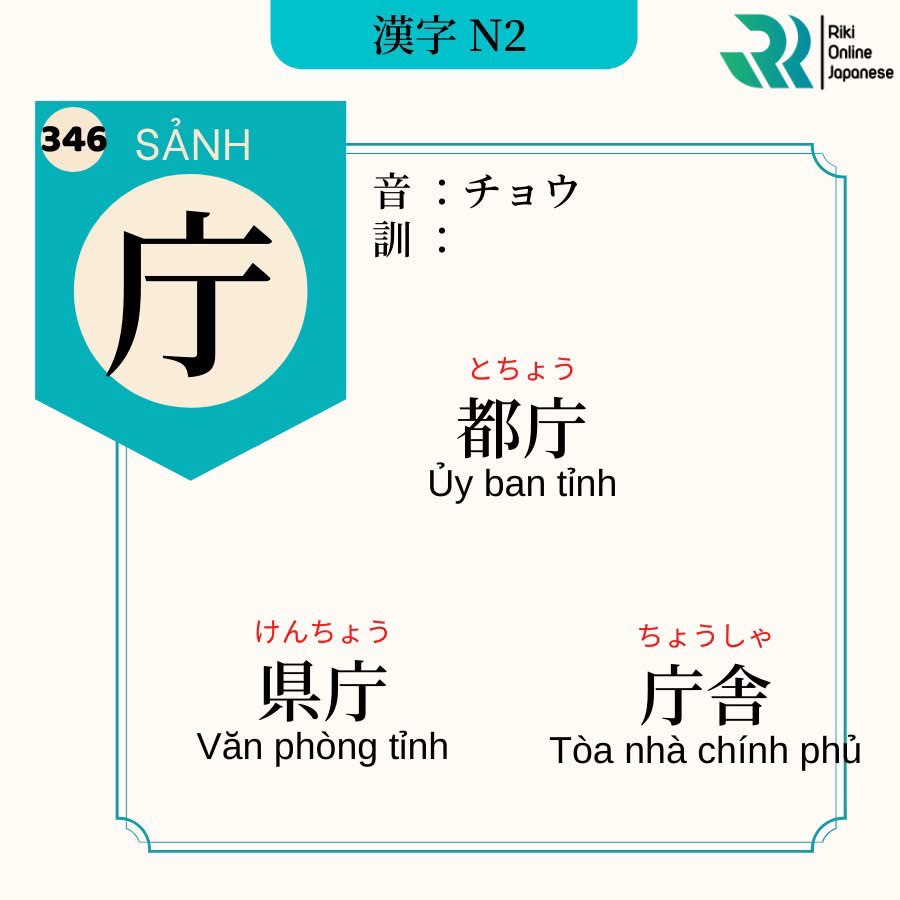 漢字 N2
Riki
Online
Japanese
346
SẢNH
庁
音：チョウ
訓：
とちょう
都庁
Ủy ban tỉnh
けんちょう
県庁
Văn phòng tỉnh
ちょうしゃ
庁舎
Tòa nhà chính phủ